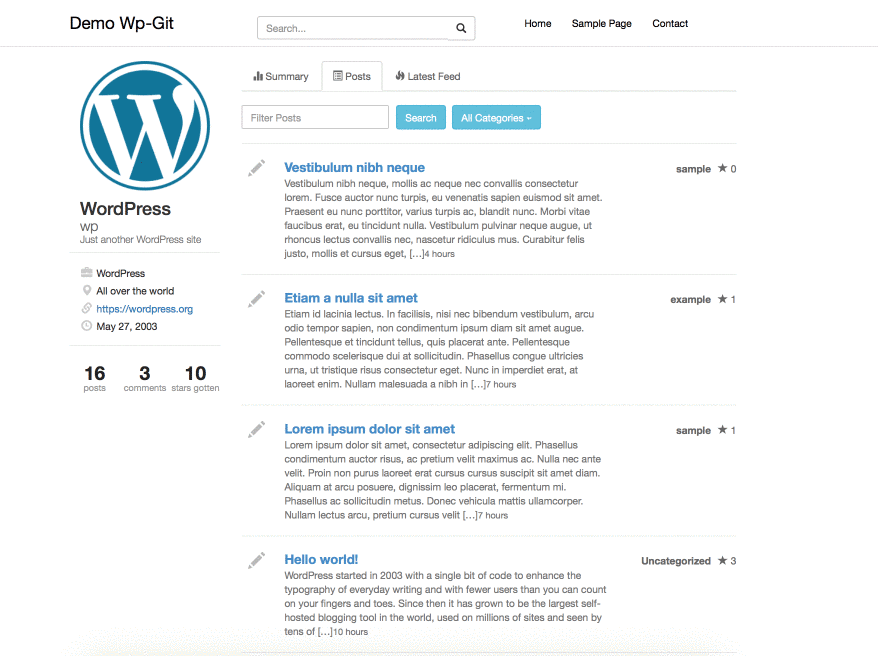 Demo Wp-Git
Search...
Home Sample Page Contact
Summary Posts Latest Feed
Filter Posts Search All Categories
WordPress
wp
Just another WordPress site
WordPress
All over the world
https://wordpress.org
May 27, 2003
16 3 10
posts comments stars gotten
Vestibulum nibh neque
sample ★ 0
Vestibulum nibh neque, mollis ac neque nec convallis consectetur
lorem. Fusce auctor nunc turpis, eu venenatis sapien euismod sit amet.
Praesent eu nunc porttitor, varius turpis ac, blandit nunc. Morbi vitae
faucibus erat, eu tincidunt nulla. Vestibulum pulvinar neque augue, ut
rhoncus lectus convallis nec, nascetur ridiculus mus. Curabitur felis
justo, mollis et cursus eget, […]4 hours
Etiam a nulla sit amet
example ★ 1
Etiam id lacinia lectus. In facilisis, nisi nec bibendum vestibulum, arcu
odio tempor sapien, non condimentum ipsum diam sit amet augue.
Pellentesque et tincidunt tellus, quis placerat ante. Pellentesque
commodo scelerisque dui at sollicitudin. Phasellus congue ultricies
urna, ut tristique risus consectetur eget. Nunc in imperdiet erat, at
laoreet enim. Nullam malesuada a nibh in […]7 hours
Lorem ipsum dolor sit amet
sample ★ 1
Lorem ipsum dolor sit amet, consectetur adipiscing elit. Phasellus
condimentum auctor risus, ac pretium velit maximus ac. Nulla nec ante
velit. Proin non purus laoreet erat cursus cursus suscipit sit amet diam.
Aliquam at arcu posuere, dignissim leo placerat, fermentum mi.
Phasellus ac sollicitudin metus. Donec vehicula mattis ullamcorper.
Nullam lectus arcu, pretium cursus velit […]7 hours
Hello world!
Uncategorized ★ 3
WordPress started in 2003 with a single bit of code to enhance the
typography of everyday writing and with fewer users than you can count
on your fingers and toes. Since then it has grown to be the largest self-
hosted blogging tool in the world, used on millions of sites and seen by
tens of […]10 hours